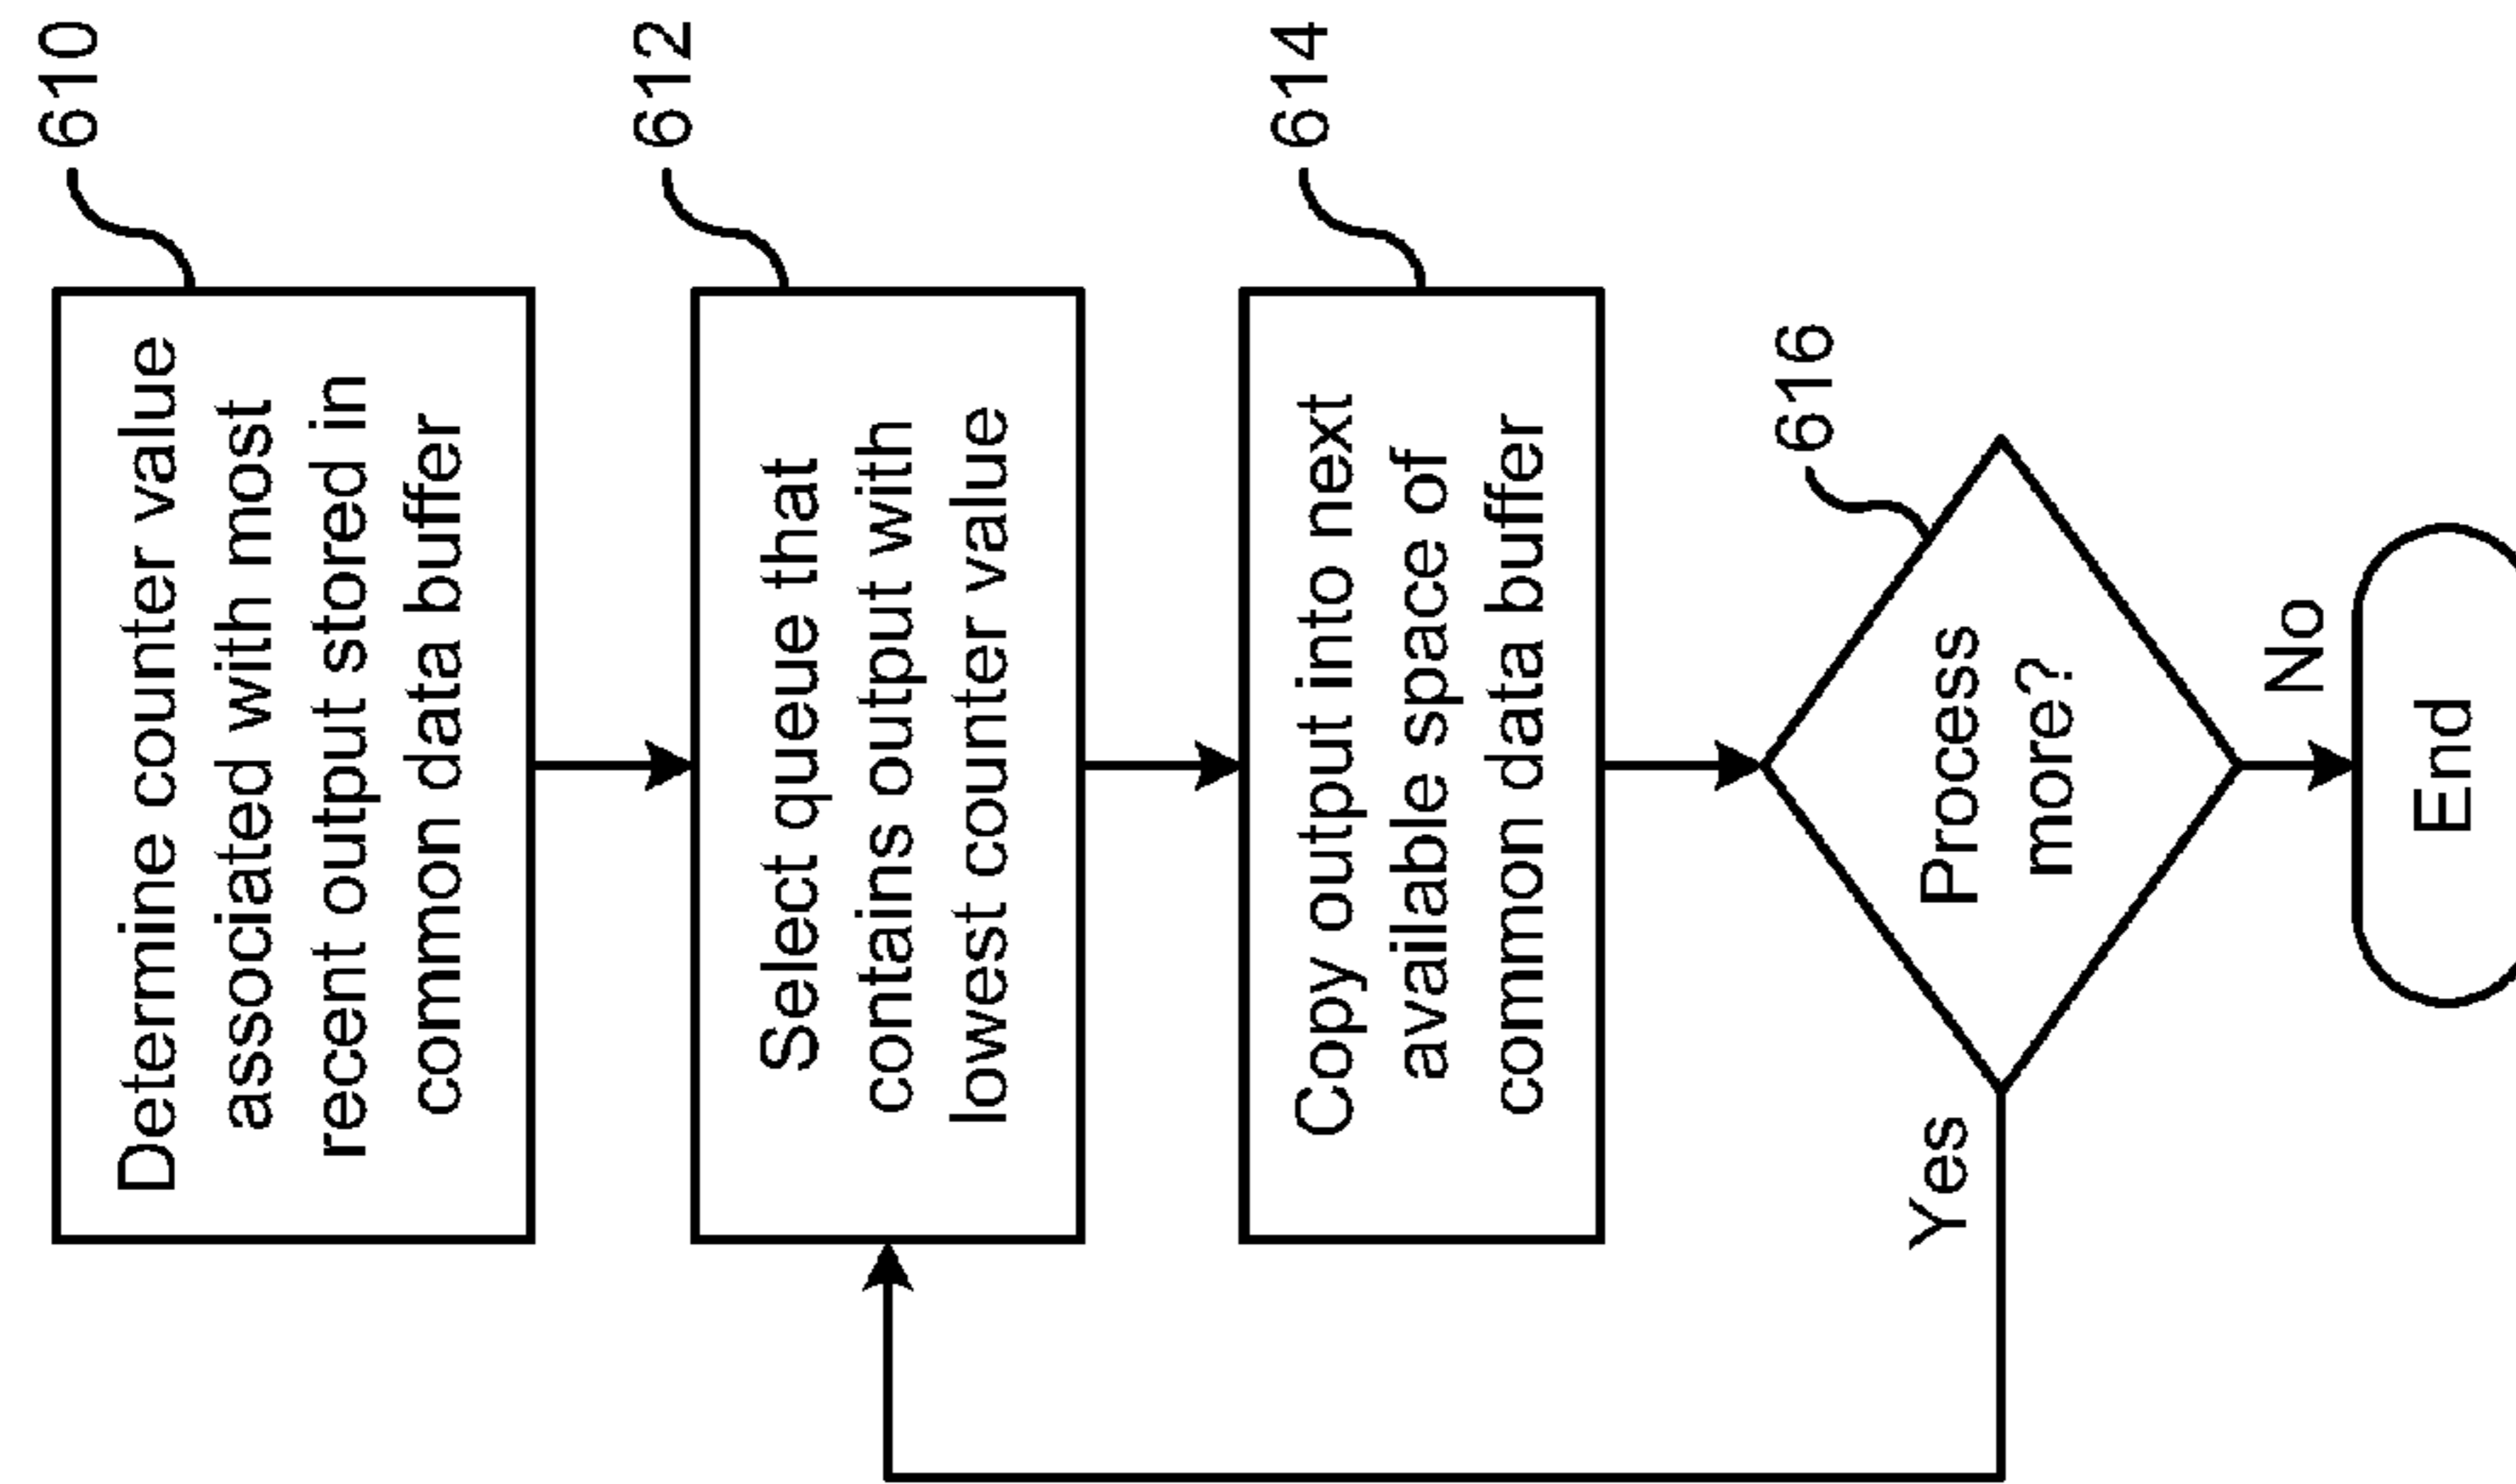 610
Determine counter value
associated with most
recent output stored in
common data buffer
612
Select queue that
contains output with
lowest counter value
614
Copy output into next
available space of
common data buffer
616
Process
more?
Yes
No
End